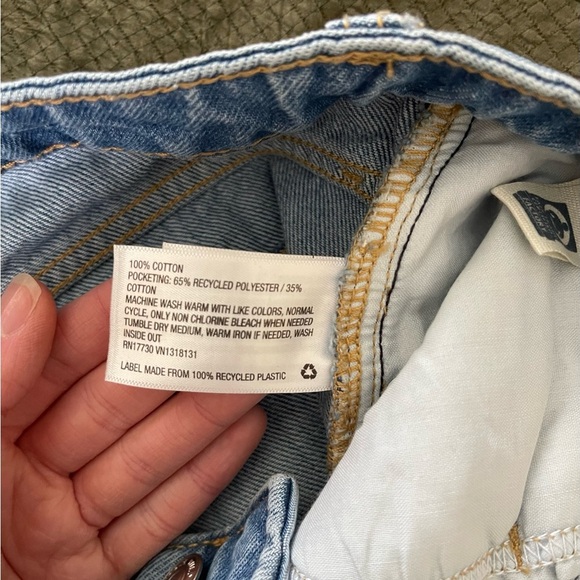 100% COTTON
POCKETING: 65% RECYCLED POLYESTER / 35%
COTTON
MACHINE WASH WARM WITH LIKE COLORS, NORMAL
CYCLE, ONLY NON CHLORINE BLEACH WHEN NEEDED
TUMBLE DRY MEDIUM, WARM IRON IF NEEDED, WASH
INSIDE OUT
RN17730 VN1318131
LABEL MADE FROM 100% RECYCLED PLASTIC